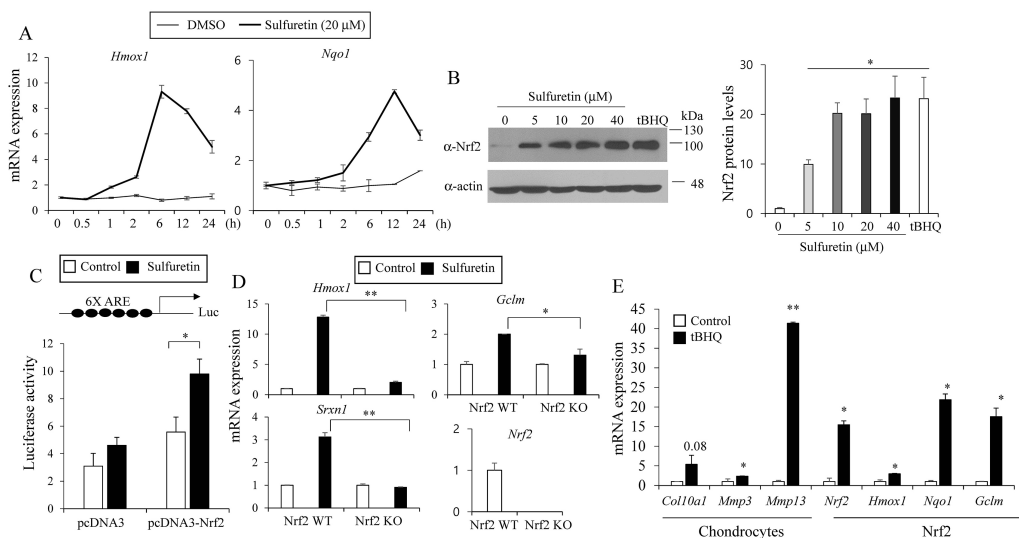 A
DMSO
Sulfuretin (20 μM)
Hmox1
Nqo1
mRNA expression
12
10
8
6
4
2
0
6
4
2
0
0 0.5 1 2 6 12 24 (h)
0 0.5 1 2 6 12 24 (h)
B
Sulfuretin (μM)
0 5 10 20 40 tBHQ
kDa
130
α-Nrf2
100
α-actin
48
*
Nrf2 protein levels
30
20
10
0
0 5 10 20 40 tBHQ
Sulfuretin (μM)
C
Control Sulfuretin
6X ARE
Luc
*
Luciferase activity
12
10
8
6
4
2
0
pcDNA3 pcDNA3-Nrf2
D
Control Sulfuretin
Hmox1
**
mRNA expression
15
10
5
1
0
Gclm
*
3
2
1
0
Nrf2 WT Nrf2 KO
Srxn1
**
4
3
2
1
0
Nrf2 WT Nrf2 KO
Nrf2
2
1
0
Nrf2 WT Nrf2 KO
E
Control
tBHQ
mRNA expression
45
40
35
30
25
20
15
10
5
0
0.08
*
**
*
*
*
*
Col10a1 Mmp3 Mmp13 Nrf2 Hmox1 Nqo1 Gclm
Chondrocytes Nrf2